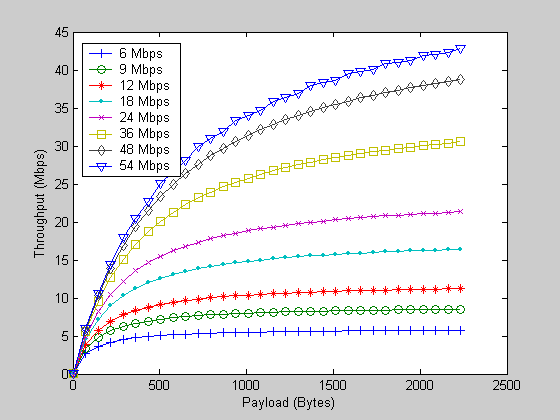 45
40
35
30
25
20
15
10
5
0
Throughput (Mbps)
6 Mbps
9 Mbps
12 Mbps
18 Mbps
24 Mbps
36 Mbps
48 Mbps
54 Mbps
0 500 1000 1500 2000 2500
Payload (Bytes)